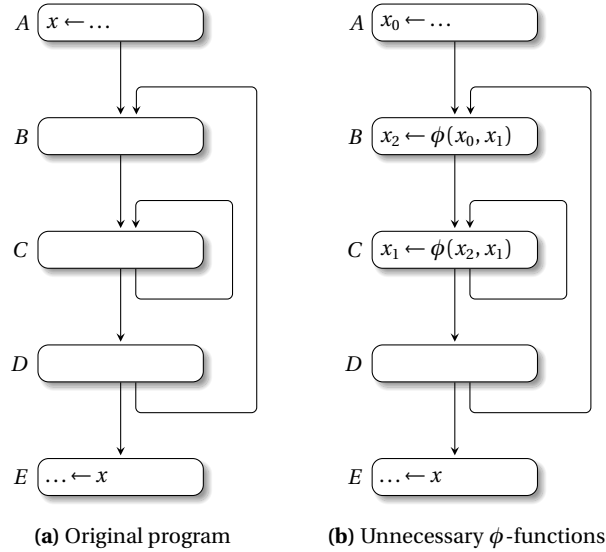 A x ← … A x₀ ← …
B B x₂ ← ϕ(x₀, x₁)
C C x₁ ← ϕ(x₂, x₁)
D D
E … ← x E … ← x
(a) Original program (b) Unnecessary ϕ-functions